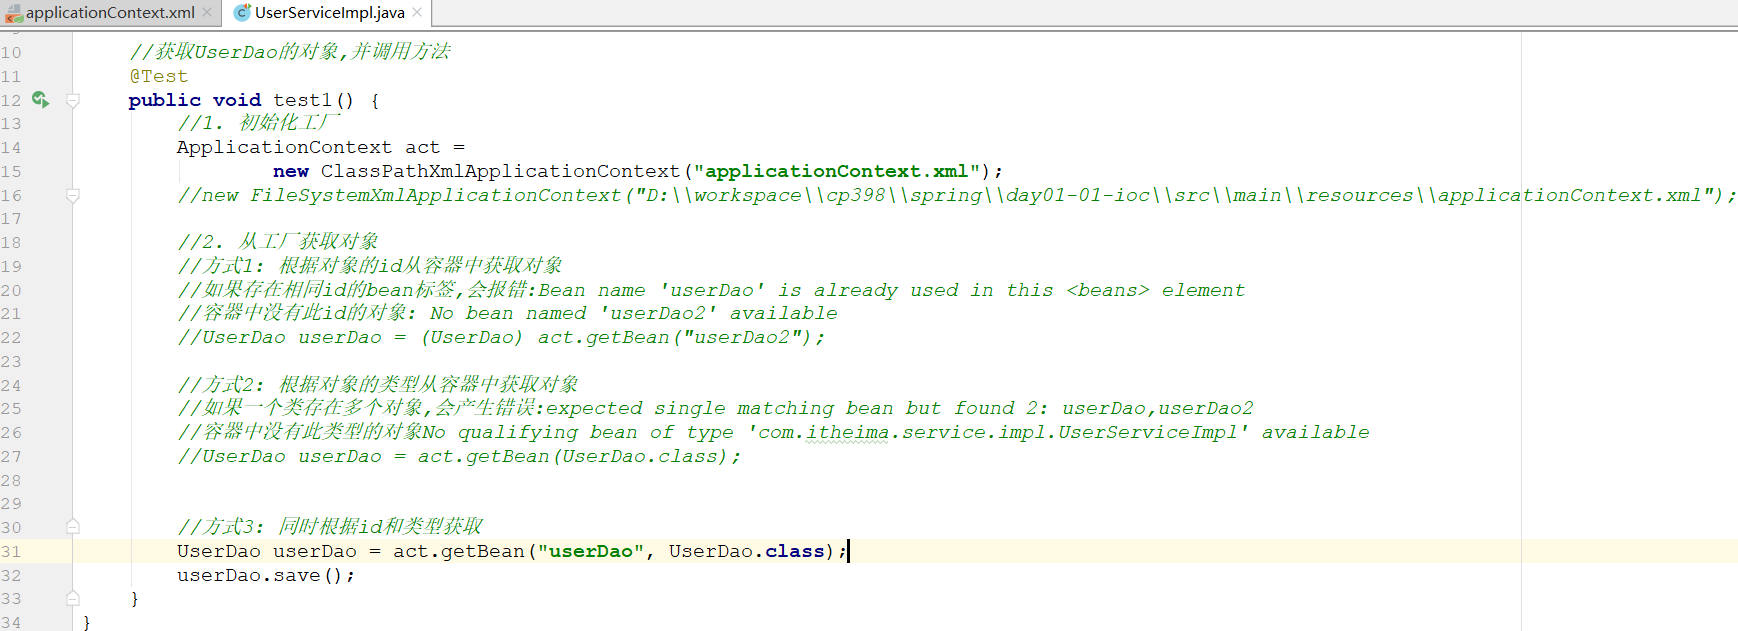 applicationContext.xml × UserServiceImpl.java ×
10 //获取UserDao的对象,并调用方法
11 @Test
12 public void test1() {
13 //1. 初始化工厂
14 ApplicationContext act =
15 new ClassPathXmlApplicationContext("applicationContext.xml");
16 //new FileSystemXmlApplicationContext("D:\\workspace\\cp398\\spring\\day01-01-ioc\\src\\main\\resources\\applicationContext.xml");
17
18 //2. 从工厂获取对象
19 //方式1: 根据对象的id从容器中获取对象
20 //如果存在相同id的bean标签,会报错:Bean name 'userDao' is already used in this <beans> element
21 //容器中没有此id的对象: No bean named 'userDao2' available
22 //UserDao userDao = (UserDao) act.getBean("userDao2");
23
24 //方式2: 根据对象的类型从容器中获取对象
25 //如果一个类存在多个对象,会产生错误:expected single matching bean but found 2: userDao,userDao2
26 //容器中没有此类型的对象No qualifying bean of type 'com.itheima.service.impl.UserServiceImpl' available
27 //UserDao userDao = act.getBean(UserDao.class);
28
29
30 //方式3: 同时根据id和类型获取
31 UserDao userDao = act.getBean("userDao", UserDao.class);
32 userDao.save();
33 }
34 }